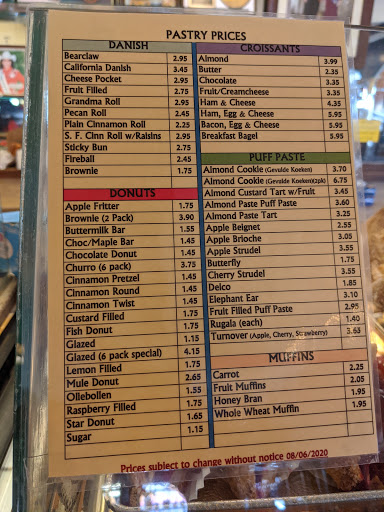 PASTRY PRICES
DANISH
Bearclaw 2.95
California Danish 3.45
Cheese Pocket 2.95
Fruit Filled 2.75
Grandma Roll 2.95
Pecan Roll 2.45
Plain Cinnamon Roll 2.25
S. F. Cinn Roll w/Raisins 2.95
Sticky Bun 2.75
Fireball 2.45
Brownie 1.75
DONUTS
Apple Fritter 1.75
Brownie (2 Pack) 3.90
Buttermilk Bar 1.55
Choc/Maple Bar 1.45
Chocolate Donut 1.45
Churro (6 pack) 3.75
Cinnamon Pretzel 1.45
Cinnamon Round 1.45
Cinnamon Twist 1.45
Custard Filled 1.75
Fish Donut 1.75
Glazed 1.15
Glazed (6 pack special) 4.15
Lemon Filled 1.75
Mule Donut 2.65
Ollebollen 1.55
Raspberry Filled 1.75
Star Donut 1.65
Sugar 1.15
CROISSANTS
Almond 3.99
Butter 2.35
Chocolate 3.35
Fruit/Creamcheese 3.35
Ham & Cheese 4.35
Ham, Egg & Cheese 5.95
Bacon, Egg & Cheese 5.95
Breakfast Bagel 5.95
PUFF PASTE
Almond Cookie (Gevulde Koeken) 3.70
Almond Cookie (Gevulde Koeken)(2pk) 6.75
Almond Custard Tart w/Fruit 3.45
Almond Paste Puff Paste 3.60
Almond Paste Tart 3.25
Apple Beignet 2.55
Apple Brioche 3.05
Apple Strudel 3.55
Butterfly 1.75
Cherry Strudel 3.55
Delco 1.85
Elephant Ear 3.10
Fruit Filled Puff Paste 2.95
Rugala (each) 1.40
Turnover (Apple, Cherry, Strawberry) 3.65
MUFFINS
Carrot 2.25
Fruit Muffins 2.05
Honey Bran 1.95
Whole Wheat Muffin 1.95
Prices subject to change without notice 08/06/2020